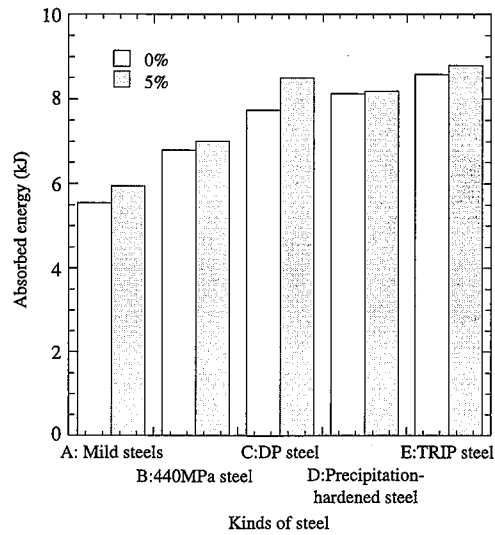 10
8
6
4
2
0
Absorbed energy (kJ)
0%
5%
A: Mild steels
C:DP steel
E:TRIP steel
B:440MPa steel
D:Precipitation-
hardened steel
Kinds of steel